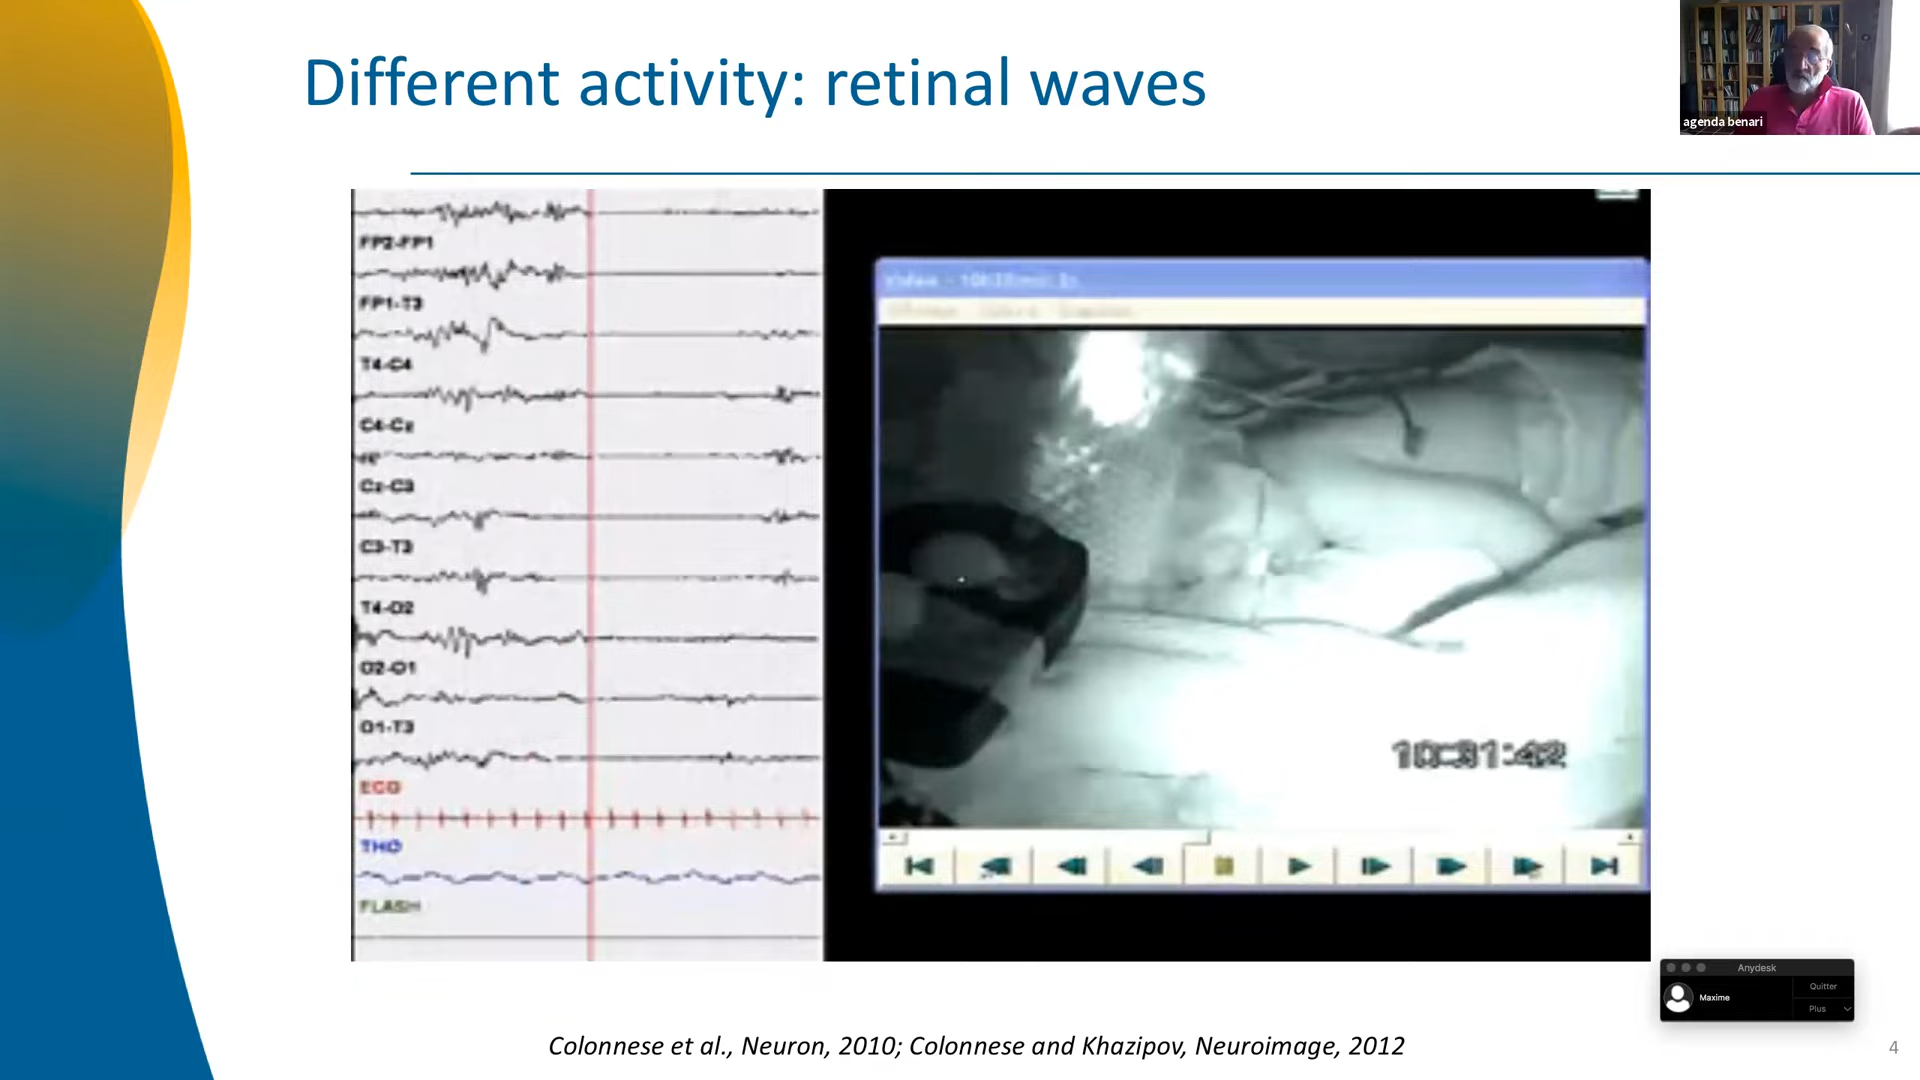 Different activity: retinal waves
agenda benari
FP2-FP1
FP1-T3
T4-C4
C4-Cz
Cz-C3
C3-T3
T4-O2
O2-O1
O1-T3
ECG
THO
FLASH
10:31:42
Anydesk
Maxime
Quitter
Plus
Colonnese et al., Neuron, 2010; Colonnese and Khazipov, Neuroimage, 2012
4